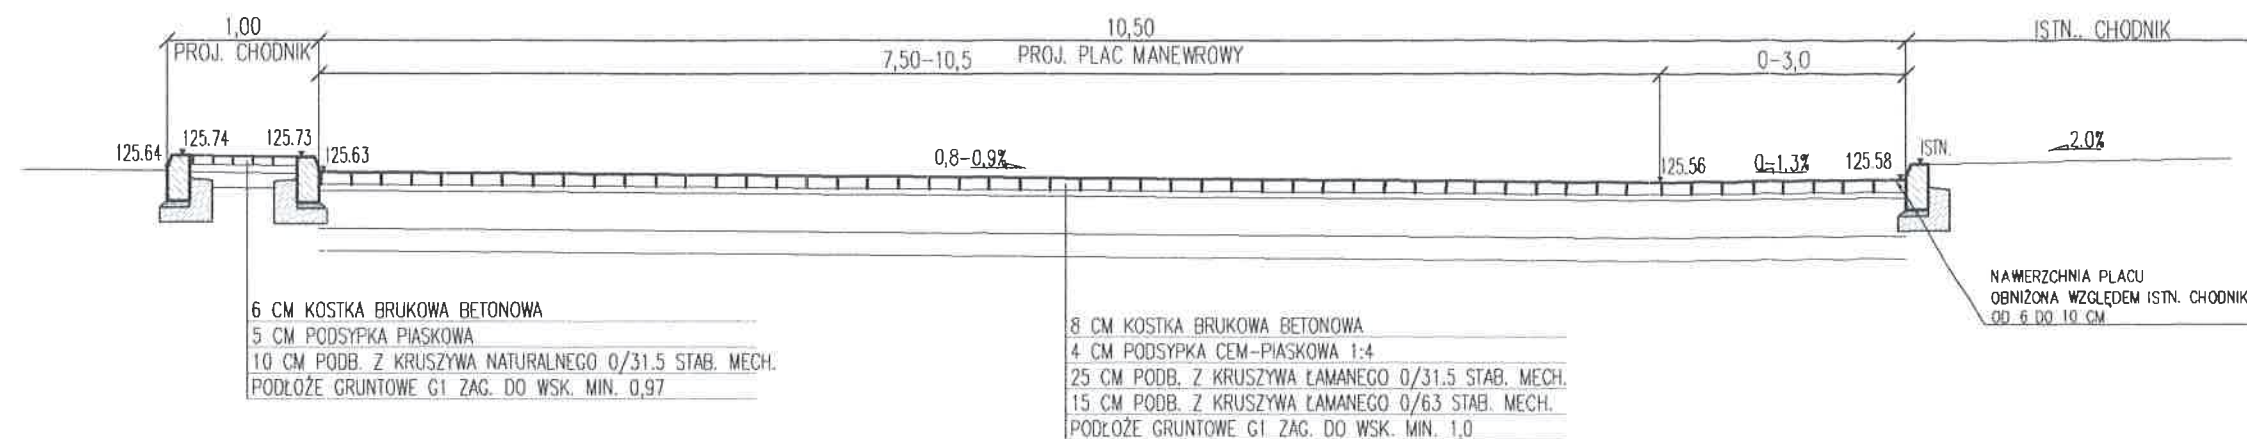 1,00
10,50
ISTN.. CHODNIK
PROJ. CHODNIK
7,50-10,5
PROJ. PLAC MANEWROWY
0-3,0
125.64
125.74
125.73
125.63
0,8-0,9%
125.56
0-1.3%
125.58
ISTN.
2.0%
NAWIERZCHNIA PLACU
OBNIŻONA WZGLĘDEM ISTN. CHODNIK
OD 6 DO 10 CM
6 CM KOSTKA BRUKOWA BETONOWA
5 CM PODSYPKA PIASKOWA
10 CM PODB. Z KRUSZYWA NATURALNEGO 0/31.5 STAB. MECH.
PODŁOŻE GRUNTOWE G1 ZAG. DO WSK. MIN. 0,97
8 CM KOSTKA BRUKOWA BETONOWA
4 CM PODSYPKA CEM-PIASKOWA 1:4
25 CM PODB. Z KRUSZYWA ŁAMANEGO 0/31.5 STAB. MECH.
15 CM PODB. Z KRUSZYWA ŁAMANEGO 0/63 STAB. MECH.
PODŁOŻE GRUNTOWE G1 ZAG. DO WSK. MIN. 1,0